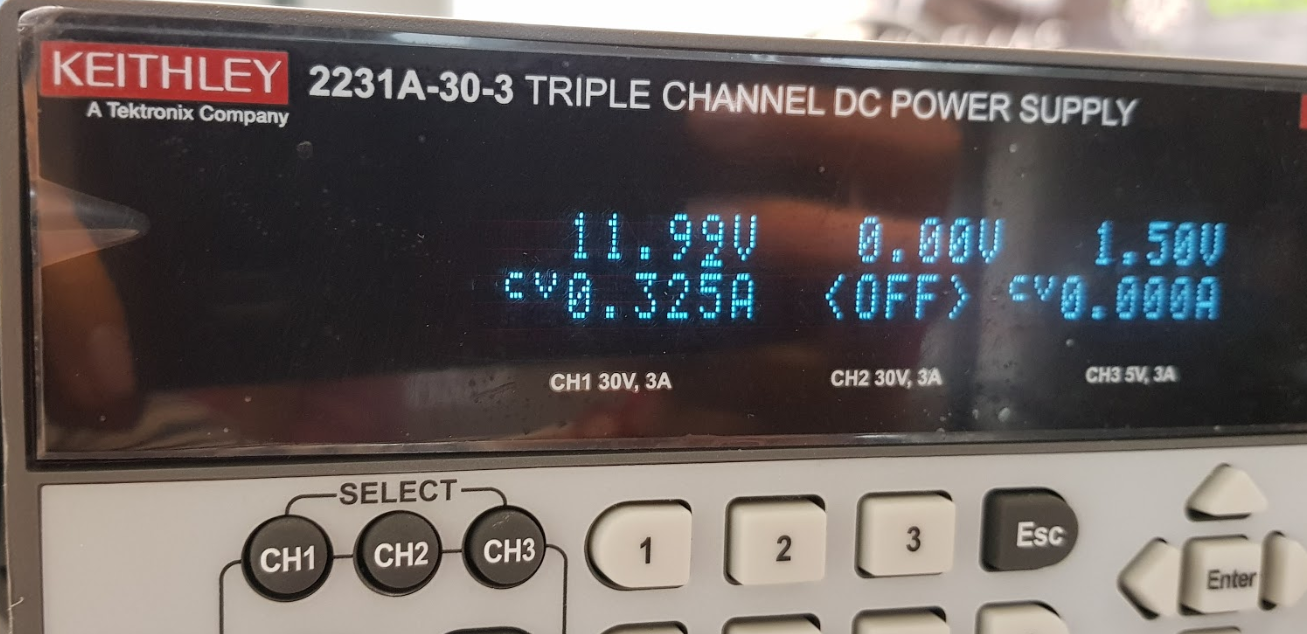 KEITHLEY
A Tektronix Company
2231A-30-3 TRIPLE CHANNEL DC POWER SUPPLY
11.99V 0.00V 1.50V
CV0.325A <OFF> CV0.000A
CH1 30V, 3A CH2 30V, 3A CH3 5V, 3A
SELECT
CH1 CH2 CH3 1 2 3 Esc
Enter